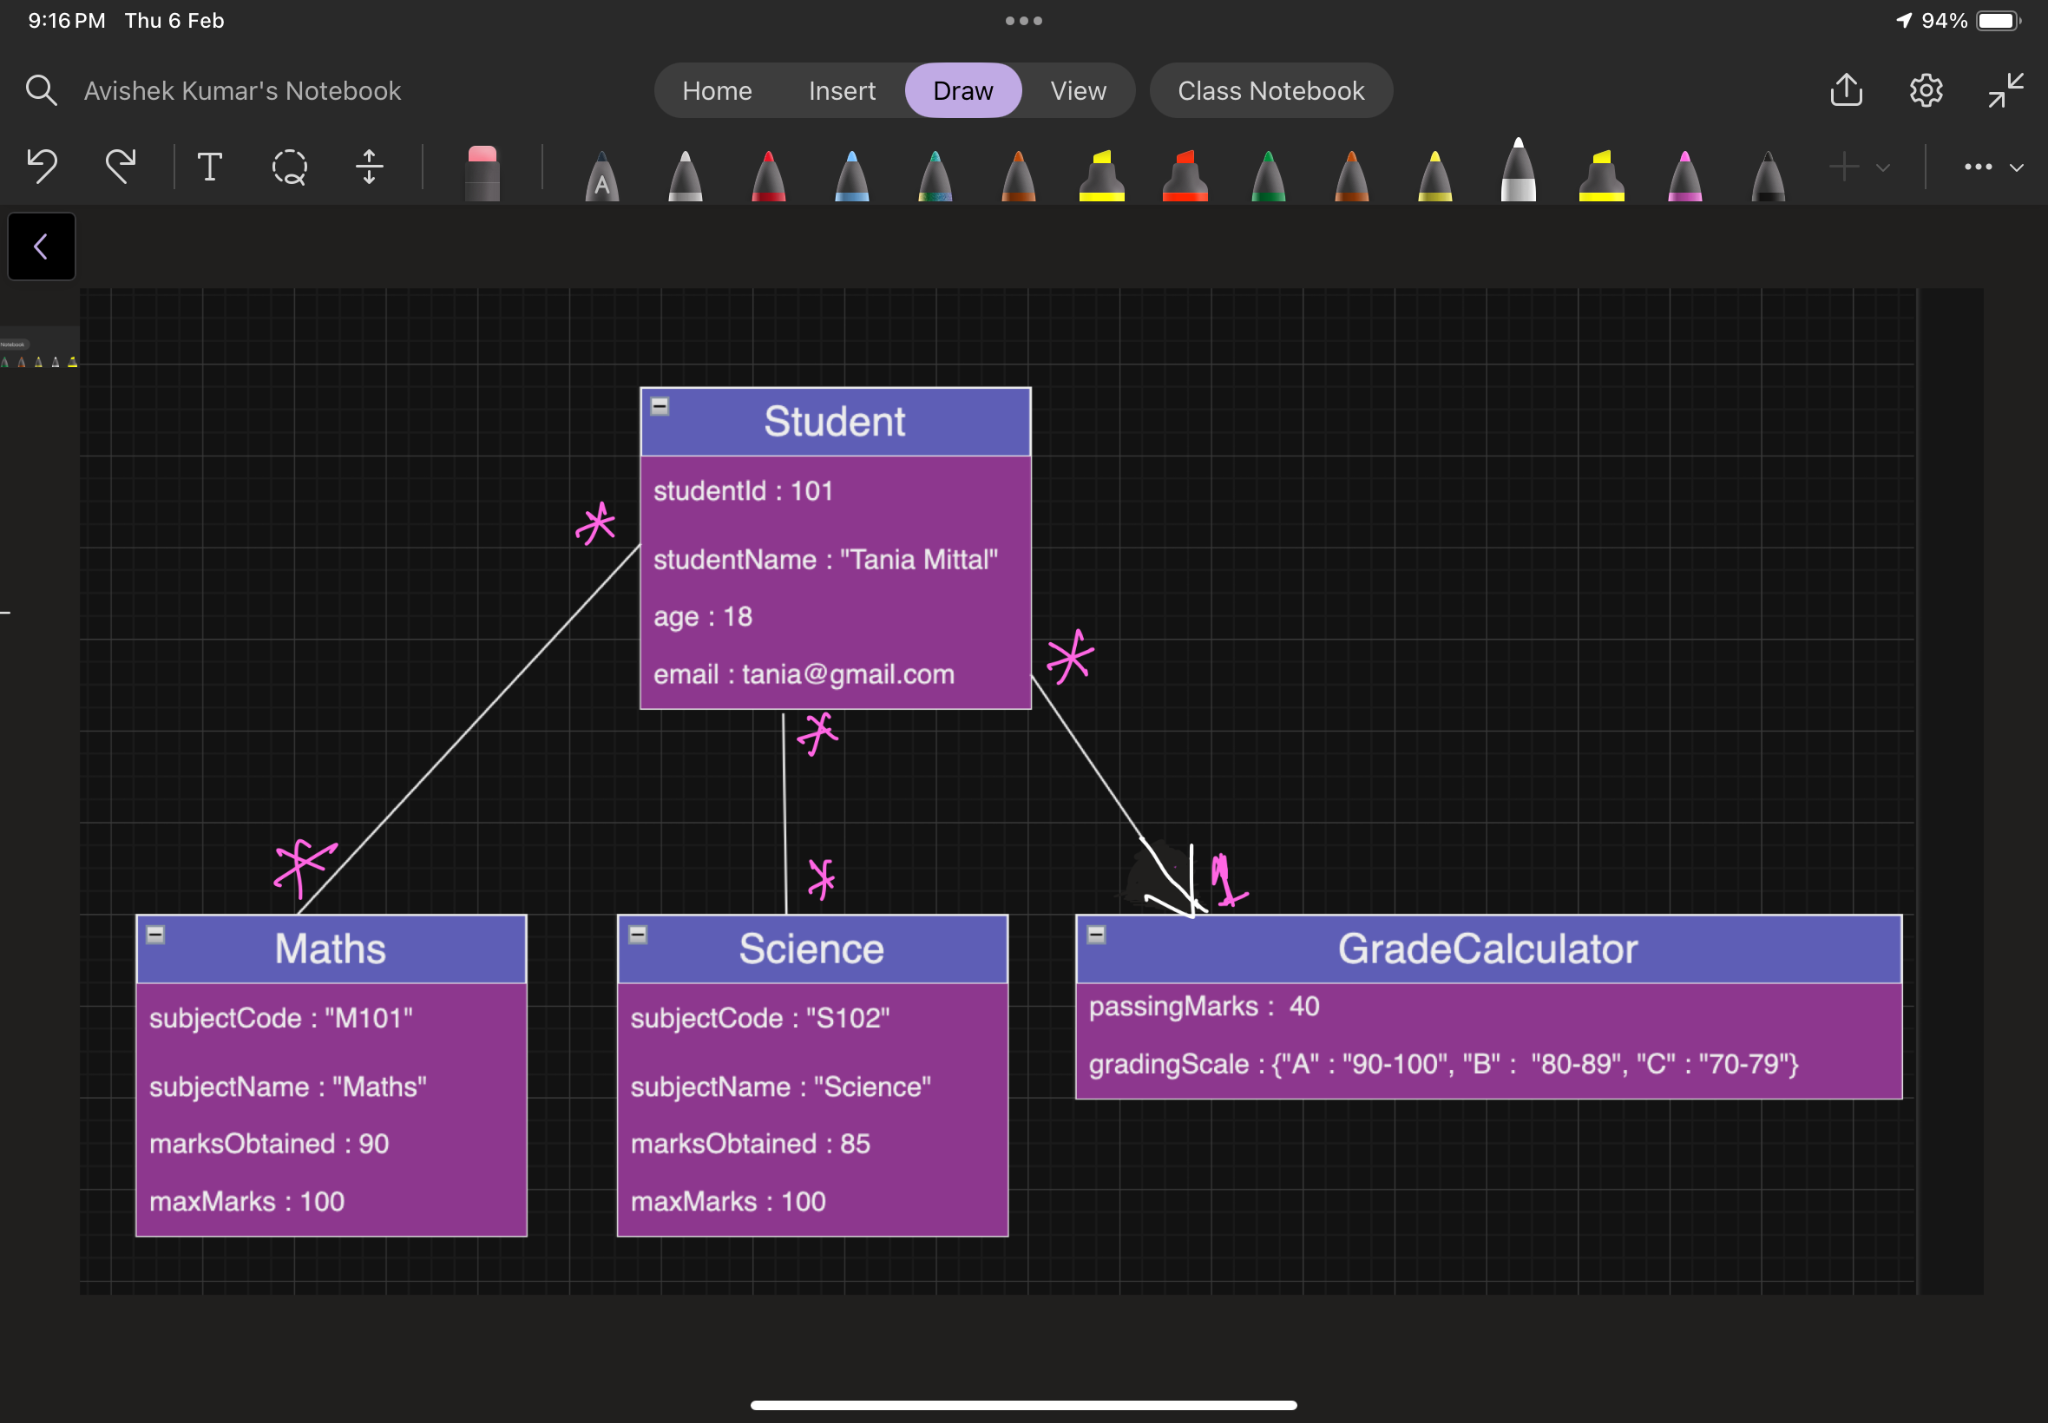 9:16 PM Thu 6 Feb
94%
Avishek Kumar's Notebook
Home Insert Draw View Class Notebook
T
A
Notebook
Student
studentId : 101
studentName : "Tania Mittal"
age : 18
email : tania@gmail.com
*
*
*
*
*
1
Maths
subjectCode : "M101"
subjectName : "Maths"
marksObtained : 90
maxMarks : 100
Science
subjectCode : "S102"
subjectName : "Science"
marksObtained : 85
maxMarks : 100
GradeCalculator
passingMarks : 40
gradingScale : {"A" : "90-100", "B" : "80-89", "C" : "70-79"}